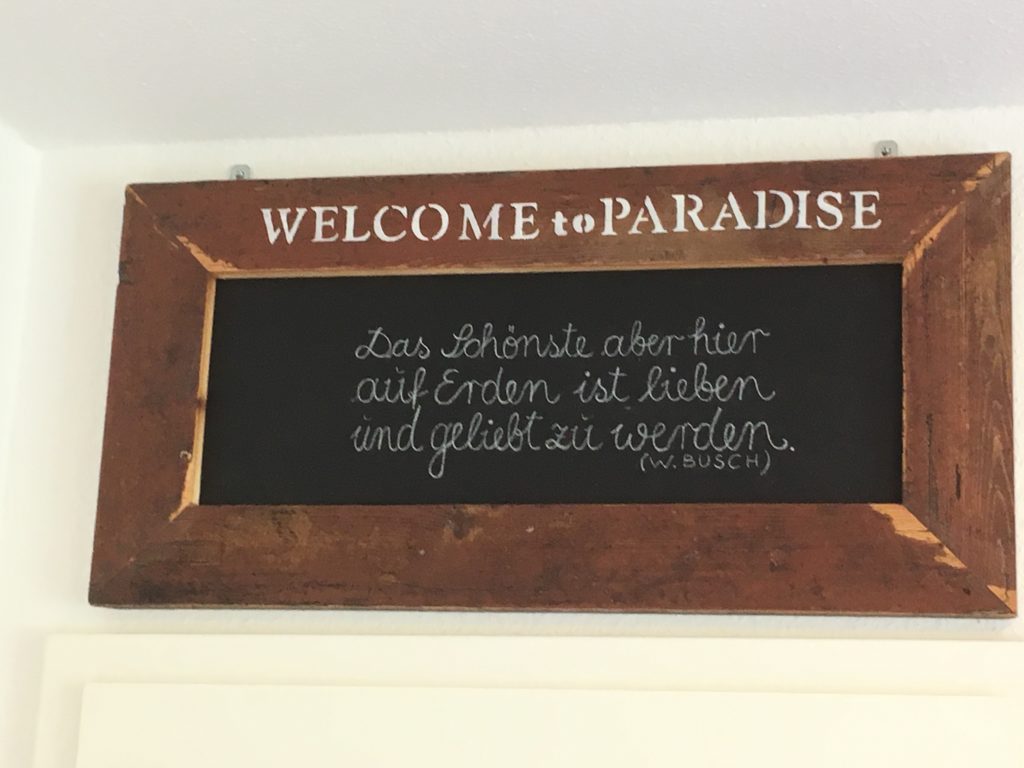 WELCOME to PARADISE
Das Schönste aber hier
auf Erden ist lieben
und geliebt zu werden.
(W. BUSCH)